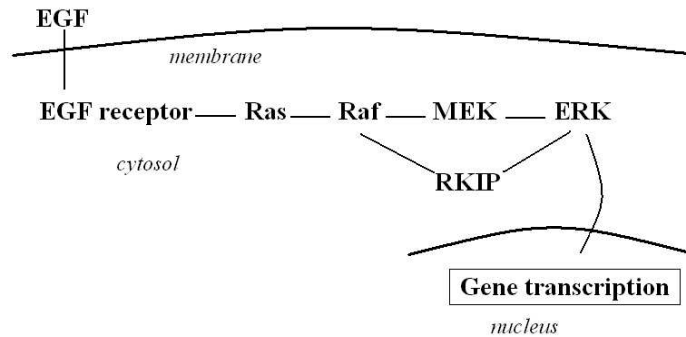 EGF
membrane
EGF receptor Ras Raf MEK ERK
cytosol
RKIP
Gene transcription
nucleus